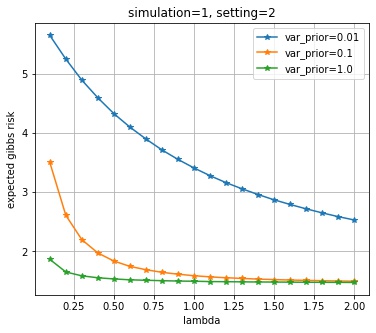 simulation=1, setting=2
var_prior=0.01
var_prior=0.1
var_prior=1.0
expected gibbs risk
5
4
3
2
0.25 0.50 0.75 1.00 1.25 1.50 1.75 2.00
lambda